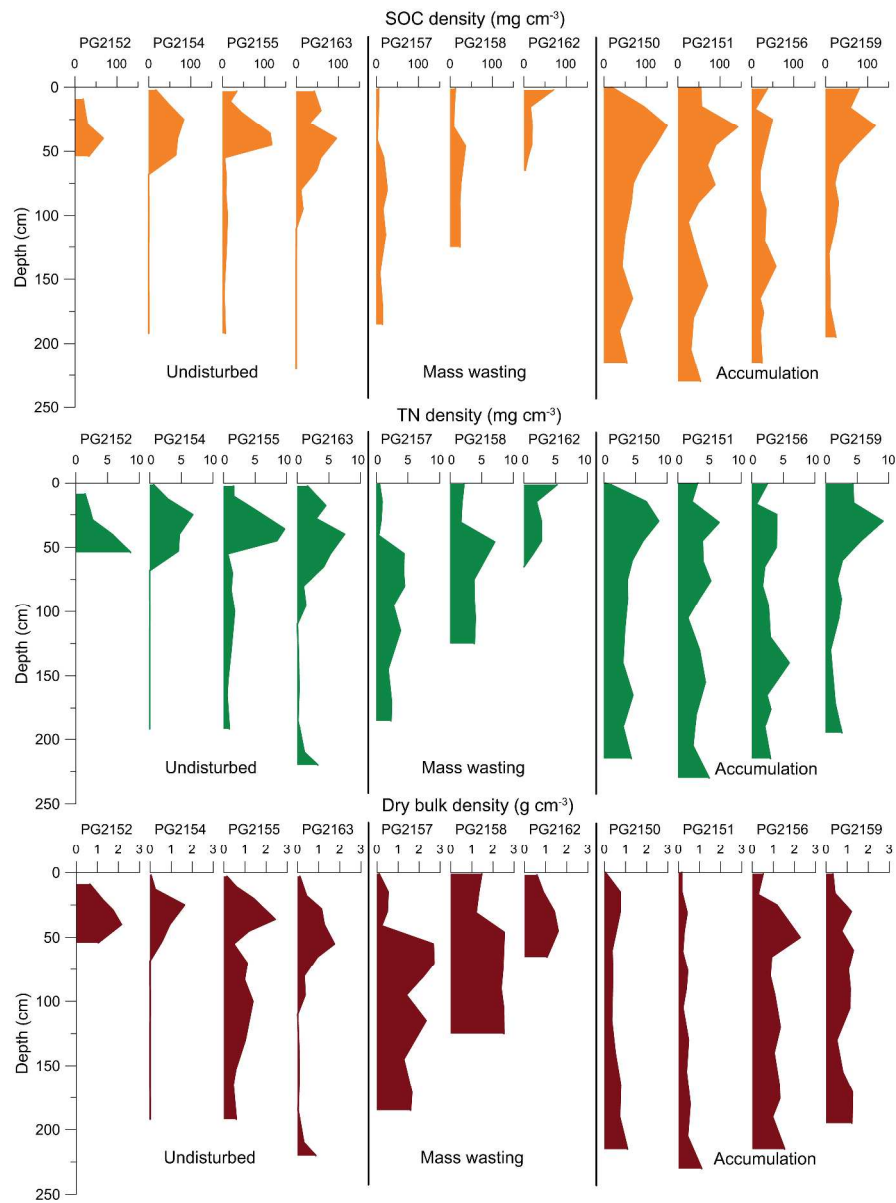 SOC density (mg cm⁻³)
PG2152 PG2154 PG2155 PG2163 PG2157 PG2158 PG2162 PG2150 PG2151 PG2156 PG2159
0 100 0 100 0 100 0 100 0 100 0 100 0 100 0 100 0 100 0 100 0 100
0
50
100
150
200
250
Depth (cm)
Undisturbed Mass wasting Accumulation
TN density (mg cm⁻³)
PG2152 PG2154 PG2155 PG2163 PG2157 PG2158 PG2162 PG2150 PG2151 PG2156 PG2159
0 5 10 0 5 10 0 5 10 0 5 10 0 5 10 0 5 10 0 5 10 0 5 10 0 5 10 0 5 10 0 5 10
0
50
100
150
200
250
Depth (cm)
Undisturbed Mass wasting Accumulation
Dry bulk density (g cm⁻³)
PG2152 PG2154 PG2155 PG2163 PG2157 PG2158 PG2162 PG2150 PG2151 PG2156 PG2159
0 1 2 3 0 1 2 3 0 1 2 3 0 1 2 3 0 1 2 3 0 1 2 3 0 1 2 3 0 1 2 3 0 1 2 3 0 1 2 3 0 1 2 3
0
50
100
150
200
250
Depth (cm)
Undisturbed Mass wasting Accumulation